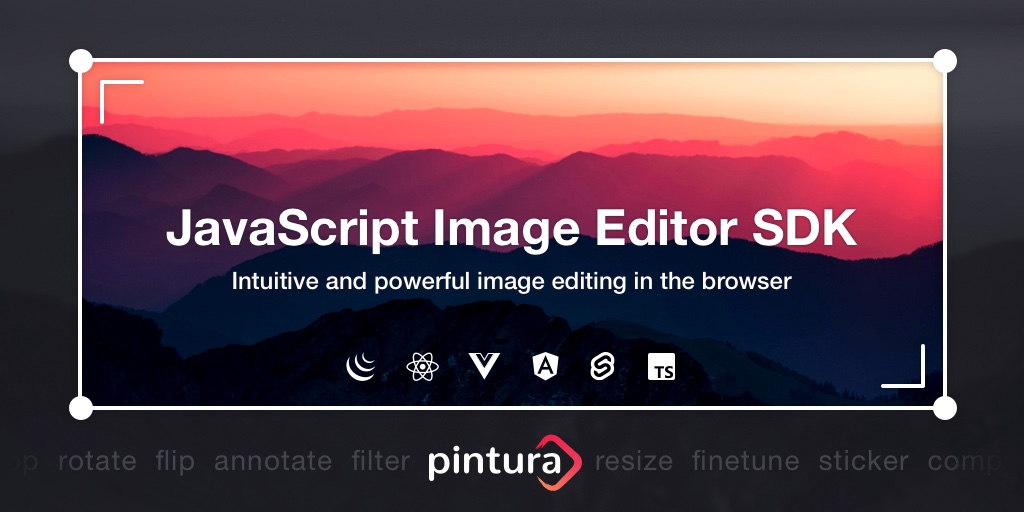 JavaScript Image Editor SDK
Intuitive and powerful image editing in the browser
TS
rotate flip annotate filter pintura resize finetune sticker